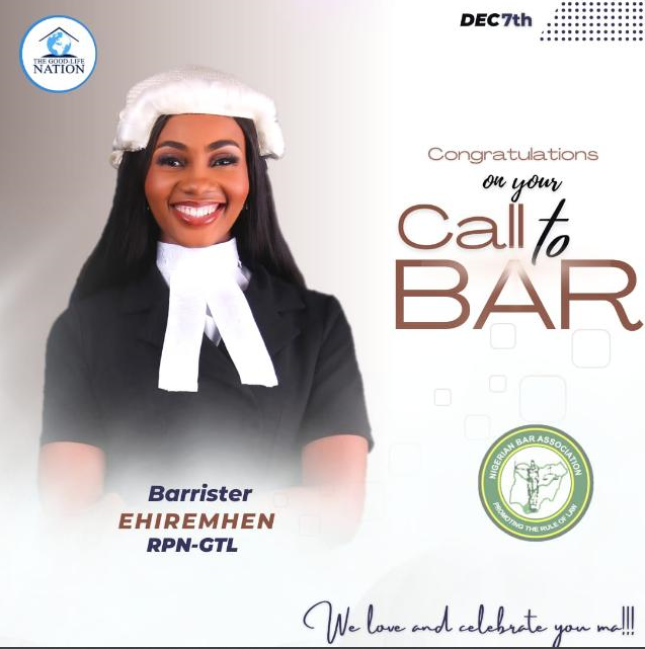 THE GOOD LIFE
NATION
DEC 7th
Congratulations
on your
Call to
BAR
NIGERIAN BAR ASSOCIATION
PROMOTING THE RULE OF LAW
Barrister
EHIREMHEN
RPN-GTL
We love and celebrate you ma!!!